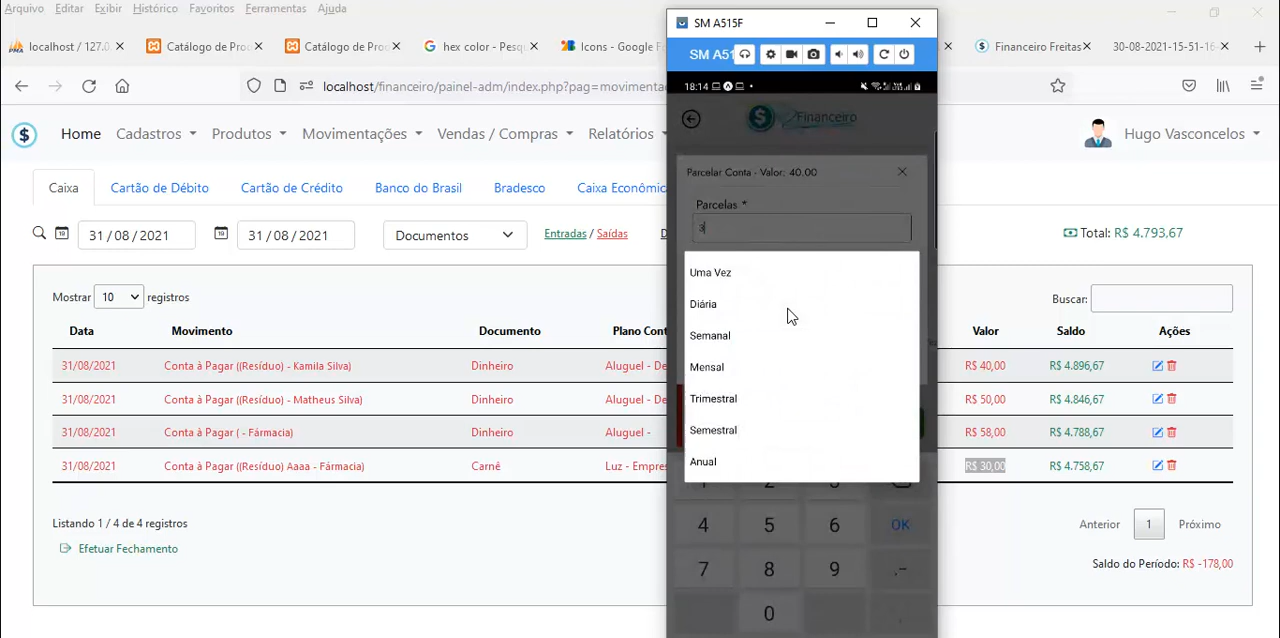 Arquivo Editar Exibir Histórico Favoritos Ferramentas Ajuda
localhost / 127.0.
Catálogo de Pro
Catálogo de Pro
hex color - Pesqu
Icons - Google F
Financeiro Freitas
30-08-2021-15-51-16-
localhost/financeiro/painel-adm/index.php?pag=movimenta
Home Cadastros Produtos Movimentações Vendas / Compras Relatórios
Hugo Vasconcelos
Caixa Cartão de Débito Cartão de Crédito Banco do Brasil Bradesco Caixa Econômic
31 / 08 / 2021
31 / 08 / 2021
Documentos
Entradas / Saídas
Total: R$ 4.793,67
Mostrar 10 registros
Buscar:
Data Movimento Documento Plano Cont Valor Saldo Ações
31/08/2021 Conta à Pagar ((Resíduo) - Kamila Silva) Dinheiro Aluguel - De R$ 40,00 R$ 4.896,67
31/08/2021 Conta à Pagar ((Resíduo) - Matheus Silva) Dinheiro Aluguel - De R$ 50,00 R$ 4.846,67
31/08/2021 Conta à Pagar ( - Fármacia) Dinheiro Aluguel - R$ 58,00 R$ 4.788,67
31/08/2021 Conta à Pagar ((Resíduo) Aaaa - Fármacia) Carnê Luz - Empres R$ 30,00 R$ 4.758,67
Listando 1 / 4 de 4 registros
Anterior 1 Próximo
Efetuar Fechamento
Saldo do Período: R$ -178,00
SM A515F
SM A51
18:14
Financeiro
Parcelar Conta - Valor: 40.00
Parcelas *
3
Uma Vez
Diária
Semanal
Mensal
Trimestral
Semestral
Anual
1 2 3
4 5 6 OK
7 8 9 .-
0